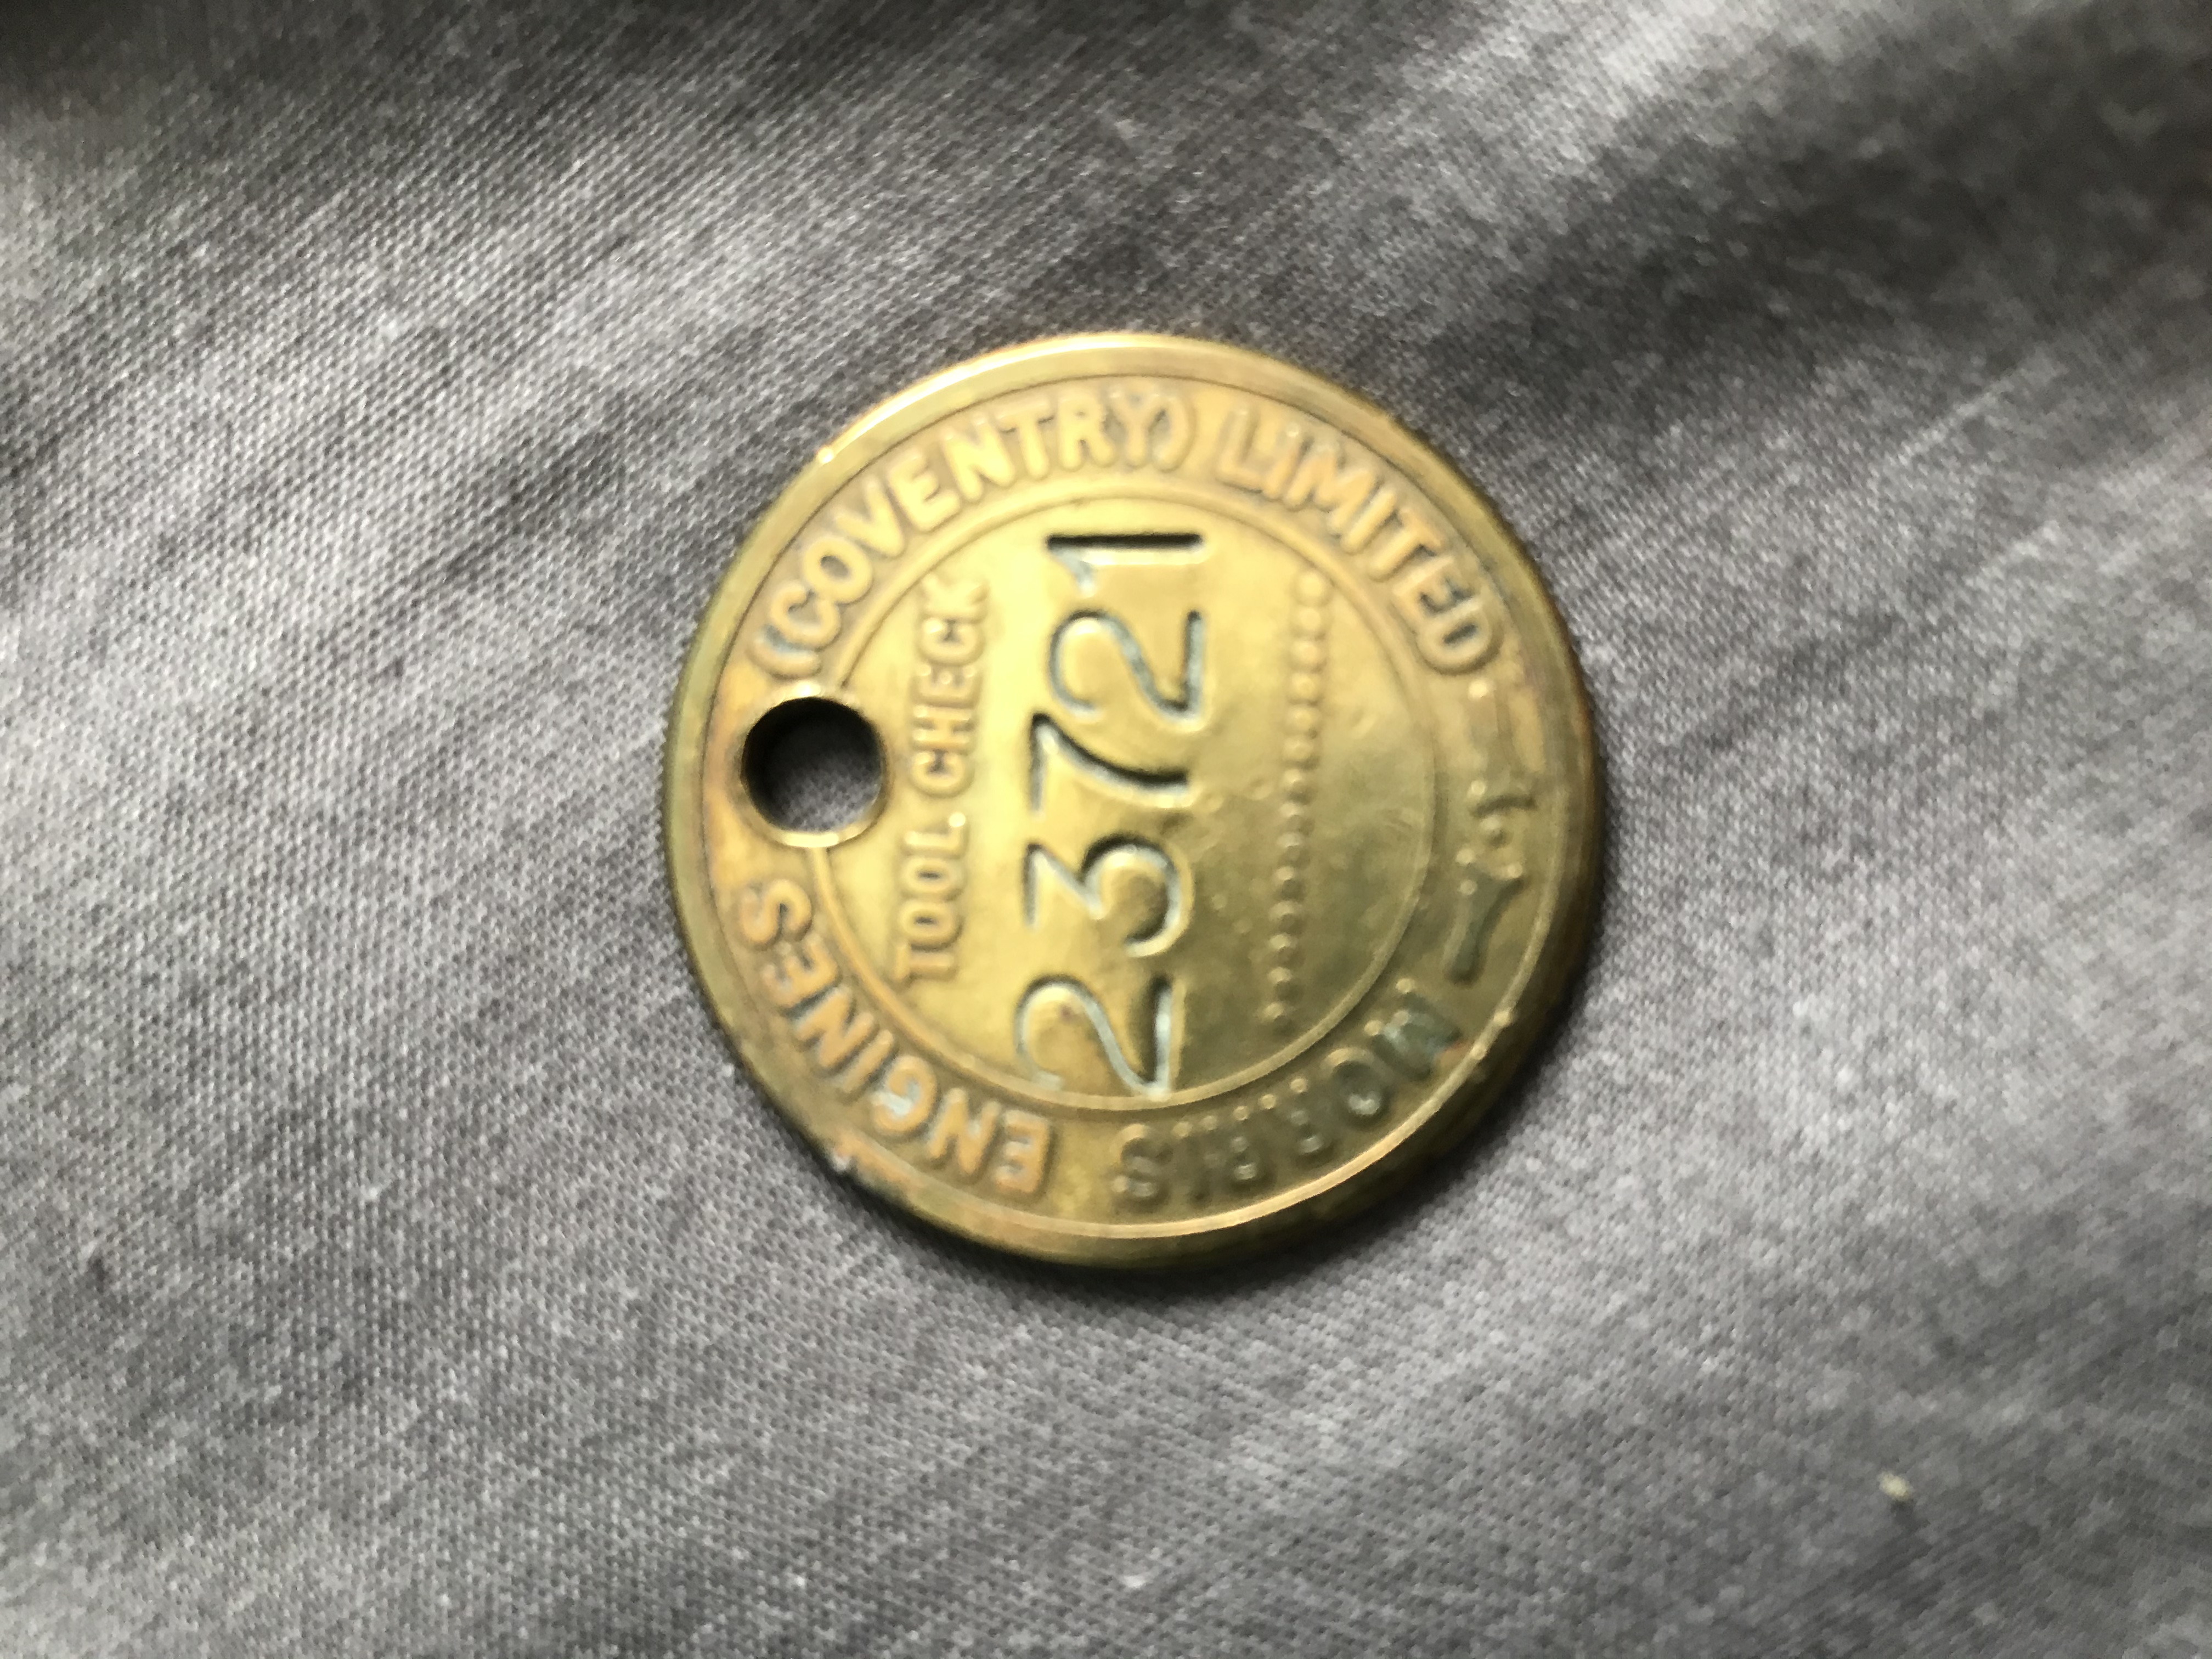 MORRIS ENGINES (COVENTRY) LIMITED.
TOOL CHECK
23721